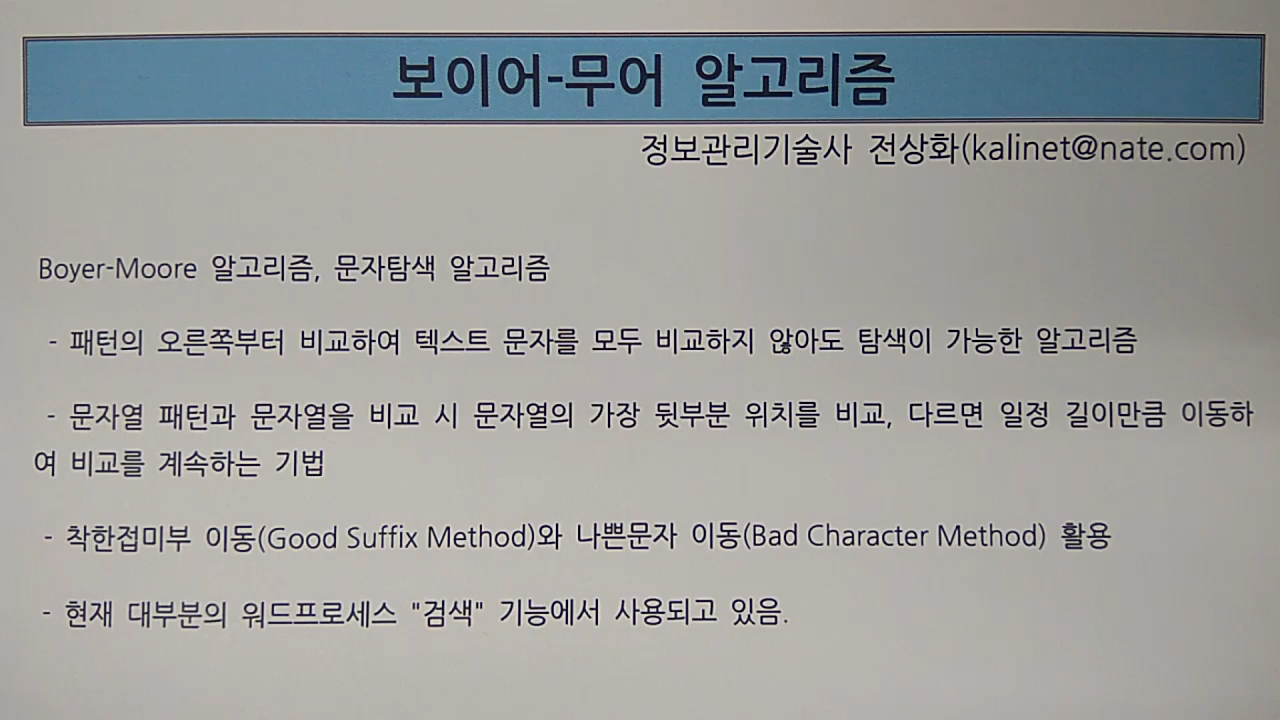 보이어-무어 알고리즘
정보관리기술사 전상화(kalinet@nate.com)
Boyer-Moore 알고리즘, 문자탐색 알고리즘
- 패턴의 오른쪽부터 비교하여 텍스트 문자를 모두 비교하지 않아도 탐색이 가능한 알고리즘
- 문자열 패턴과 문자열을 비교 시 문자열의 가장 뒷부분 위치를 비교, 다르면 일정 길이만큼 이동하
여 비교를 계속하는 기법
- 착한접미부 이동(Good Suffix Method)와 나쁜문자 이동(Bad Character Method) 활용
- 현재 대부분의 워드프로세스 "검색" 기능에서 사용되고 있음.